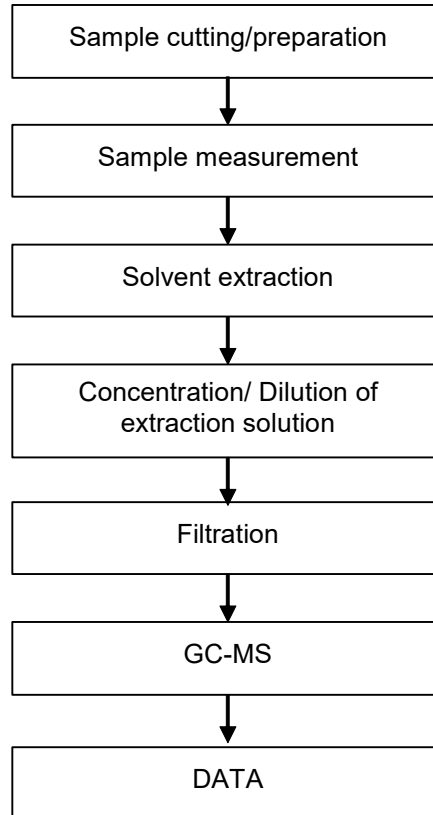 Sample cutting/preparation
Sample measurement
Solvent extraction
Concentration/ Dilution of
extraction solution
Filtration
GC-MS
DATA